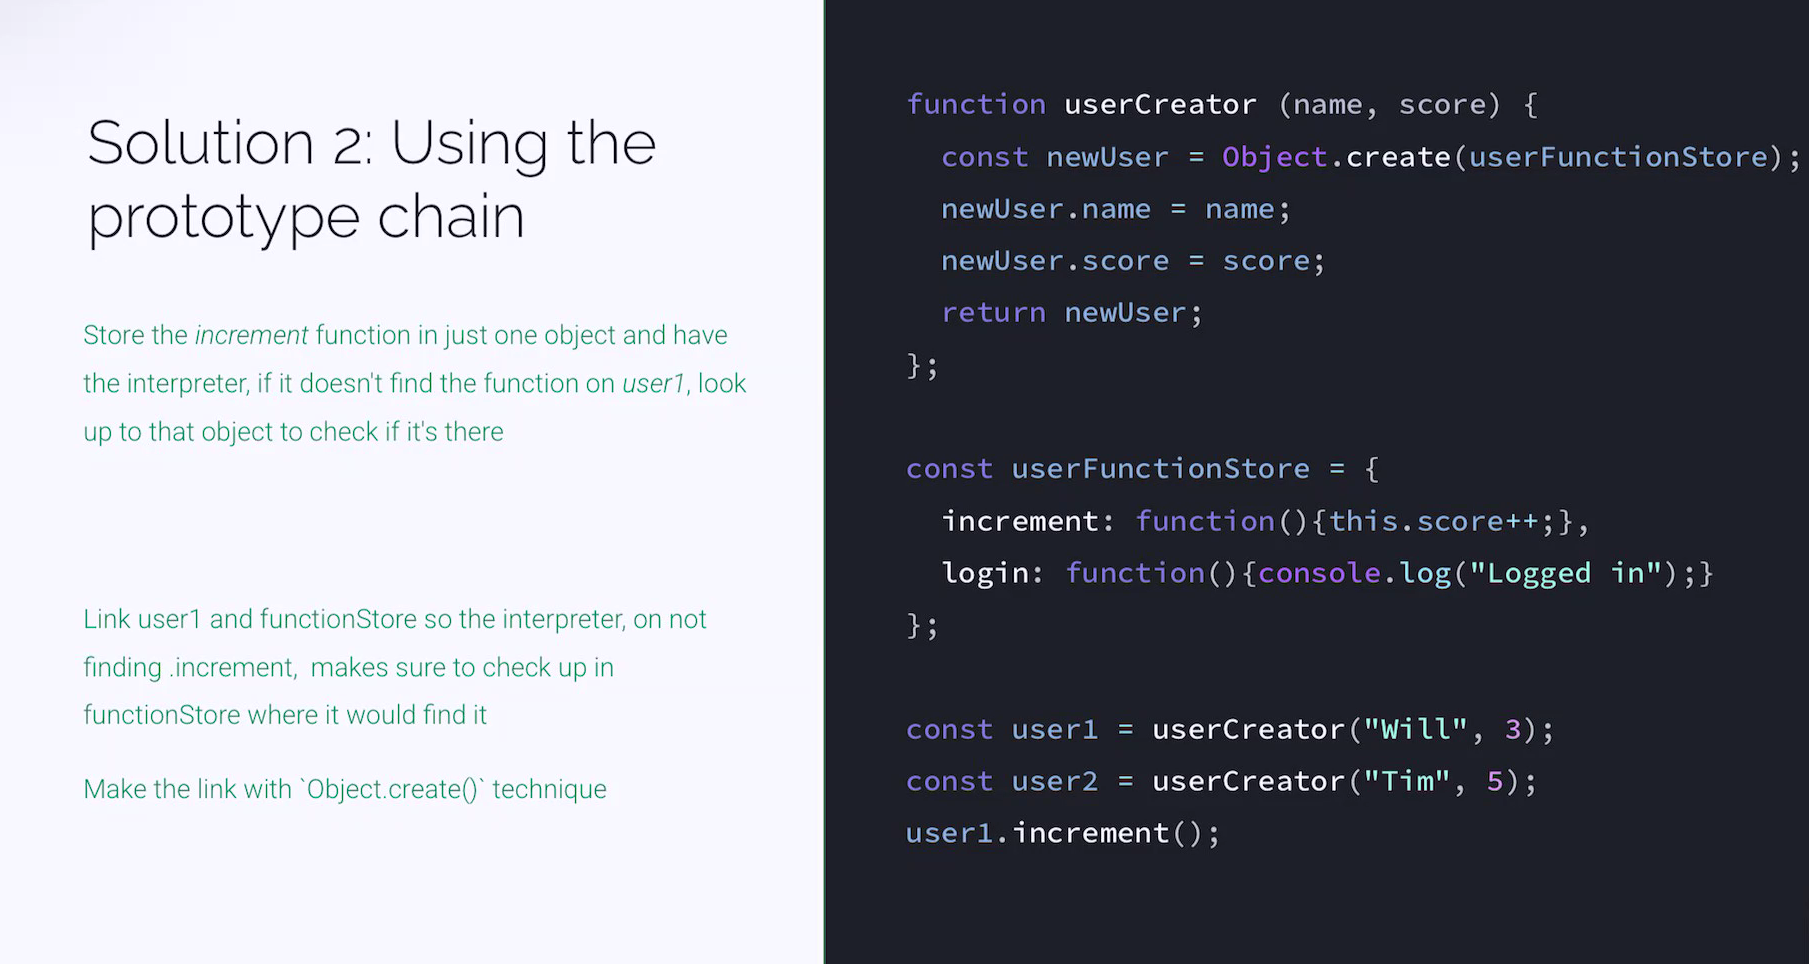 Solution 2: Using the
prototype chain
Store the increment function in just one object and have
the interpreter, if it doesn't find the function on user1, look
up to that object to check if it's there
Link user1 and functionStore so the interpreter, on not
finding .increment,  makes sure to check up in
functionStore where it would find it
Make the link with `Object.create()` technique
function userCreator (name, score) {
  const newUser = Object.create(userFunctionStore);
  newUser.name = name;
  newUser.score = score;
  return newUser;
};
const userFunctionStore = {
  increment: function(){this.score++;},
  login: function(){console.log("Logged in");}
};
const user1 = userCreator("Will", 3);
const user2 = userCreator("Tim", 5);
user1.increment();